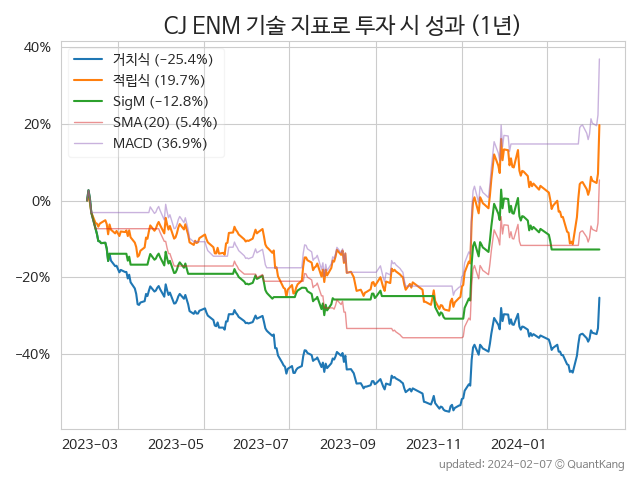 CJ ENM 기술 지표로 투자 시 성과 (1년)
40%
20%
0%
−20%
−40%
거치식 (−25.4%)
적립식 (19.7%)
SigM (−12.8%)
SMA(20) (5.4%)
MACD (36.9%)
2023-03 2023-05 2023-07 2023-09 2023-11 2024-01
updated: 2024-02-07 © QuantKang